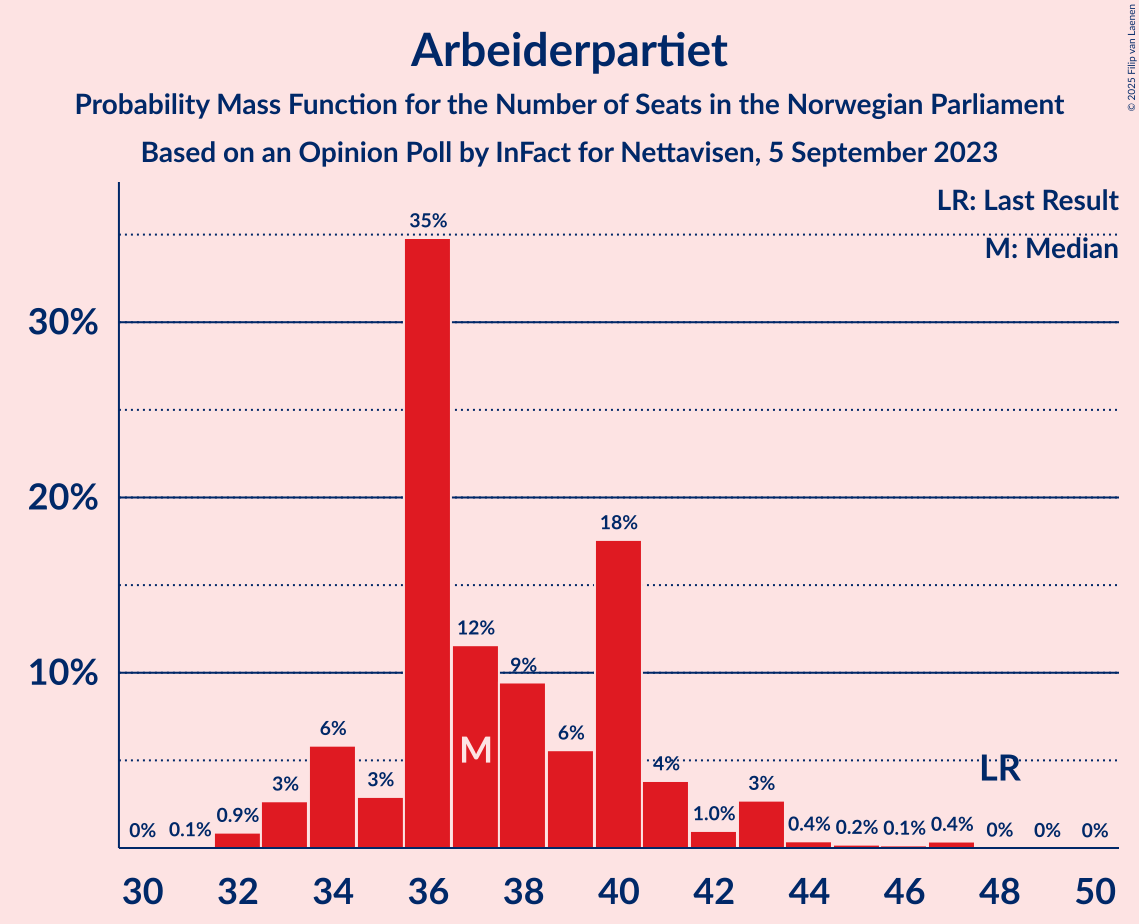 Arbeiderpartiet
Probability Mass Function for the Number of Seats in the Norwegian Parliament
Based on an Opinion Poll by InFact for Nettavisen, 5 September 2023
© 2025 Filip van Laenen
LR: Last Result
M: Median
30%
20%
10%
0%
0.1%
0.9%
3%
6%
3%
35%
12%
9%
6%
18%
4%
1.0%
3%
0.4%
0.2%
0.1%
0.4%
0%
0%
0%
M
LR
30 32 34 36 38 40 42 44 46 48 50